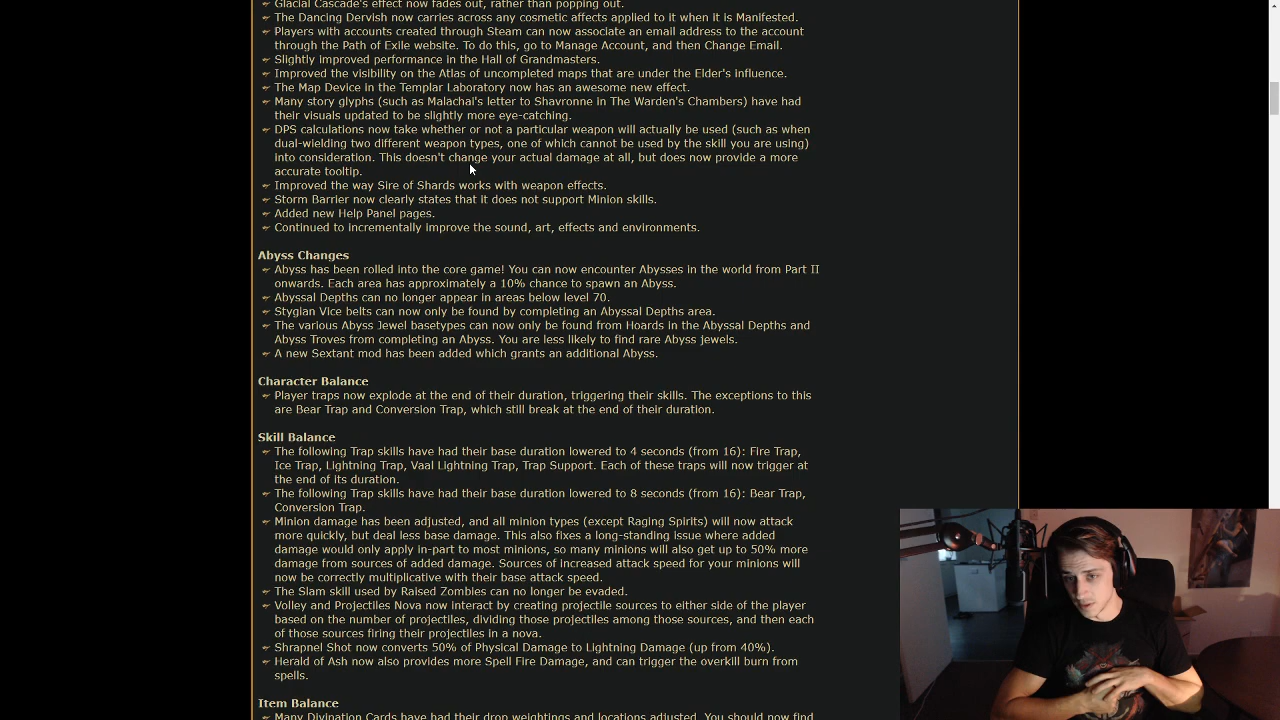 Glacial Cascade's effect now fades out, rather than popping out.
The Dancing Dervish now carries across any cosmetic affects applied to it when it is Manifested.
Players with accounts created through Steam can now associate an email address to the account
through the Path of Exile website. To do this, go to Manage Account, and then Change Email.
Slightly improved performance in the Hall of Grandmasters.
Improved the visibility on the Atlas of uncompleted maps that are under the Elder's influence.
The Map Device in the Templar Laboratory now has an awesome new effect.
Many story glyphs (such as Malachai's letter to Shavronne in The Warden's Chambers) have had
their visuals updated to be slightly more eye-catching.
DPS calculations now take whether or not a particular weapon will actually be used (such as when
dual-wielding two different weapon types, one of which cannot be used by the skill you are using)
into consideration. This doesn't change your actual damage at all, but does now provide a more
accurate tooltip.
Improved the way Sire of Shards works with weapon effects.
Storm Barrier now clearly states that it does not support Minion skills.
Added new Help Panel pages.
Continued to incrementally improve the sound, art, effects and environments.
Abyss Changes
Abyss has been rolled into the core game! You can now encounter Abysses in the world from Part II
onwards. Each area has approximately a 10% chance to spawn an Abyss.
Abyssal Depths can no longer appear in areas below level 70.
Stygian Vice belts can now only be found by completing an Abyssal Depths area.
The various Abyss Jewel basetypes can now only be found from Hoards in the Abyssal Depths and
Abyss Troves from completing an Abyss. You are less likely to find rare Abyss jewels.
A new Sextant mod has been added which grants an additional Abyss.
Character Balance
Player traps now explode at the end of their duration, triggering their skills. The exceptions to this
are Bear Trap and Conversion Trap, which still break at the end of their duration.
Skill Balance
The following Trap skills have had their base duration lowered to 4 seconds (from 16): Fire Trap,
Ice Trap, Lightning Trap, Vaal Lightning Trap, Trap Support. Each of these traps will now trigger at
the end of its duration.
The following Trap skills have had their base duration lowered to 8 seconds (from 16): Bear Trap,
Conversion Trap.
Minion damage has been adjusted, and all minion types (except Raging Spirits) will now attack
more quickly, but deal less base damage. This also fixes a long-standing issue where added
damage would only apply in-part to most minions, so many minions will also get up to 50% more
damage from sources of added damage. Sources of increased attack speed for your minions will
now be correctly multiplicative with their base attack speed.
The Slam skill used by Raised Zombies can no longer be evaded.
Volley and Projectiles Nova now interact by creating projectile sources to either side of the player
based on the number of projectiles, dividing those projectiles among those sources, and then each
of those sources firing their projectiles in a nova.
Shrapnel Shot now converts 50% of Physical Damage to Lightning Damage (up from 40%).
Herald of Ash now also provides more Spell Fire Damage, and can trigger the overkill burn from
spells.
Item Balance
Many Divination Cards have had their drop weightings and locations adjusted. You should now find